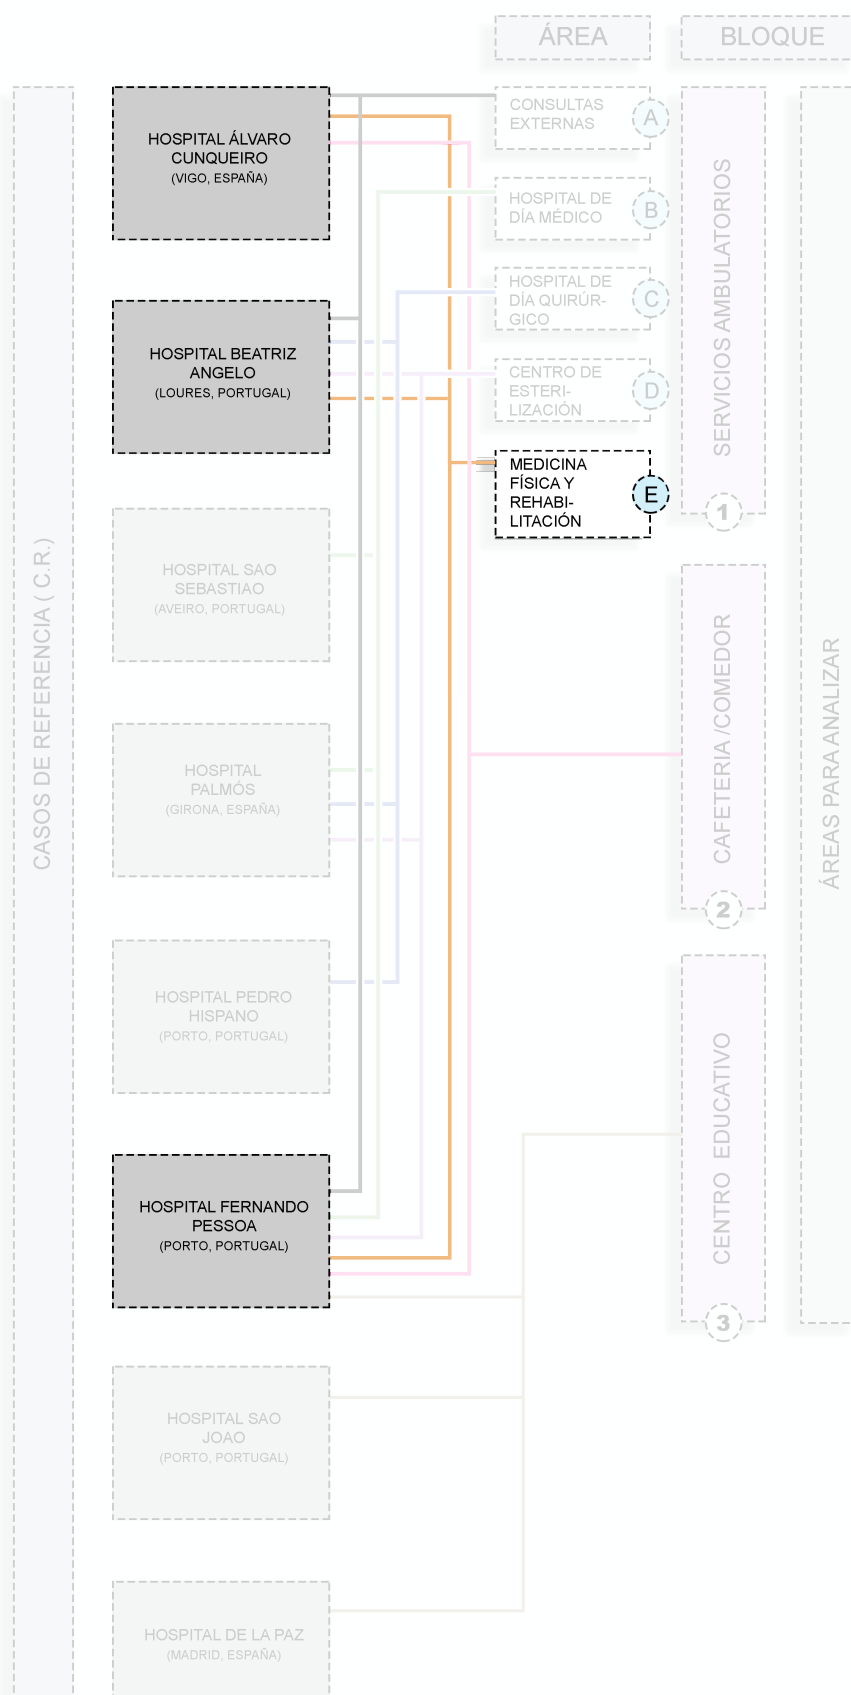 ÁREA
BLOQUE
CASOS DE REFERENCIA ( C.R.)
HOSPITAL ÁLVARO
CUNQUEIRO
(VIGO, ESPAÑA)
HOSPITAL BEATRIZ
ANGELO
(LOURES, PORTUGAL)
HOSPITAL SAO
SEBASTIAO
(AVEIRO, PORTUGAL)
HOSPITAL
PALMÓS
(GIRONA, ESPAÑA)
HOSPITAL PEDRO
HISPANO
(PORTO, PORTUGAL)
HOSPITAL FERNANDO
PESSOA
(PORTO, PORTUGAL)
HOSPITAL SAO
JOAO
(PORTO, PORTUGAL)
HOSPITAL DE LA PAZ
(MADRID, ESPAÑA)
CONSULTAS
EXTERNAS
A
HOSPITAL DE
DÍA MÉDICO
B
HOSPITAL DE
DÍA QUIRÚR-
GICO
C
CENTRO DE
ESTERI-
LIZACIÓN
D
MEDICINA
FÍSICA Y
REHABI-
LITACIÓN
E
SERVICIOS AMBULATORIOS
1
CAFETERIA /COMEDOR
2
CENTRO EDUCATIVO
3
ÁREAS PARA ANALIZAR